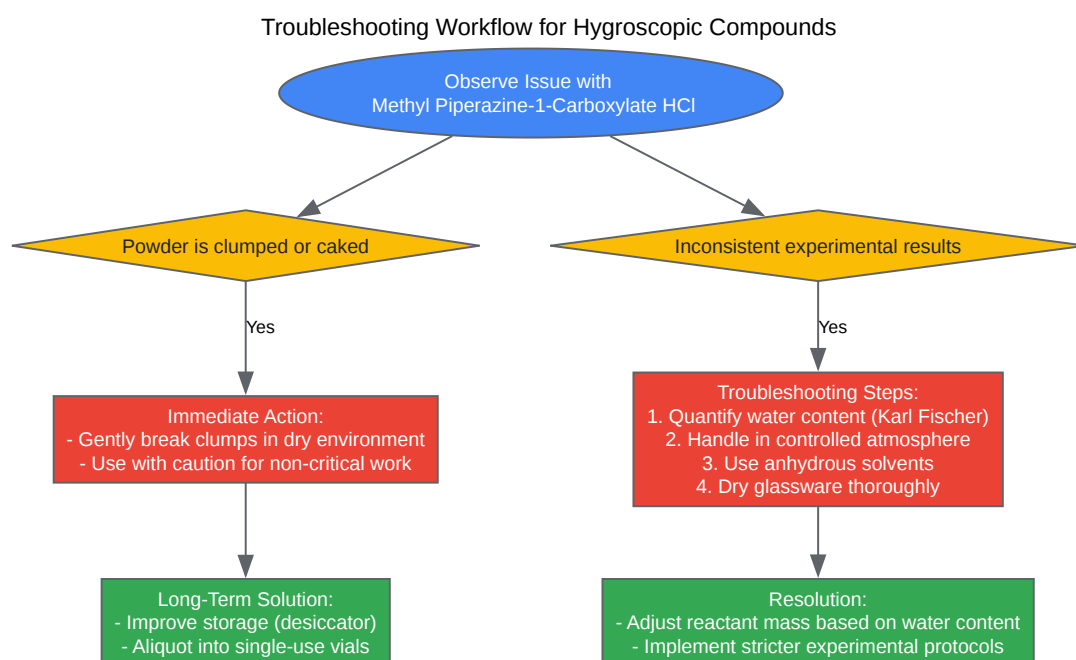 Troubleshooting Workflow for Hygroscopic Compounds
Observe Issue with
Methyl Piperazine-1-Carboxylate HCl
Powder is clumped or caked
Inconsistent experimental results
Yes
Yes
Immediate Action:
- Gently break clumps in dry environment
- Use with caution for non-critical work
Troubleshooting Steps:
1. Quantify water content (Karl Fischer)
2. Handle in controlled atmosphere
3. Use anhydrous solvents
4. Dry glassware thoroughly
Long-Term Solution:
- Improve storage (desiccator)
- Aliquot into single-use vials
Resolution:
- Adjust reactant mass based on water content
- Implement stricter experimental protocols